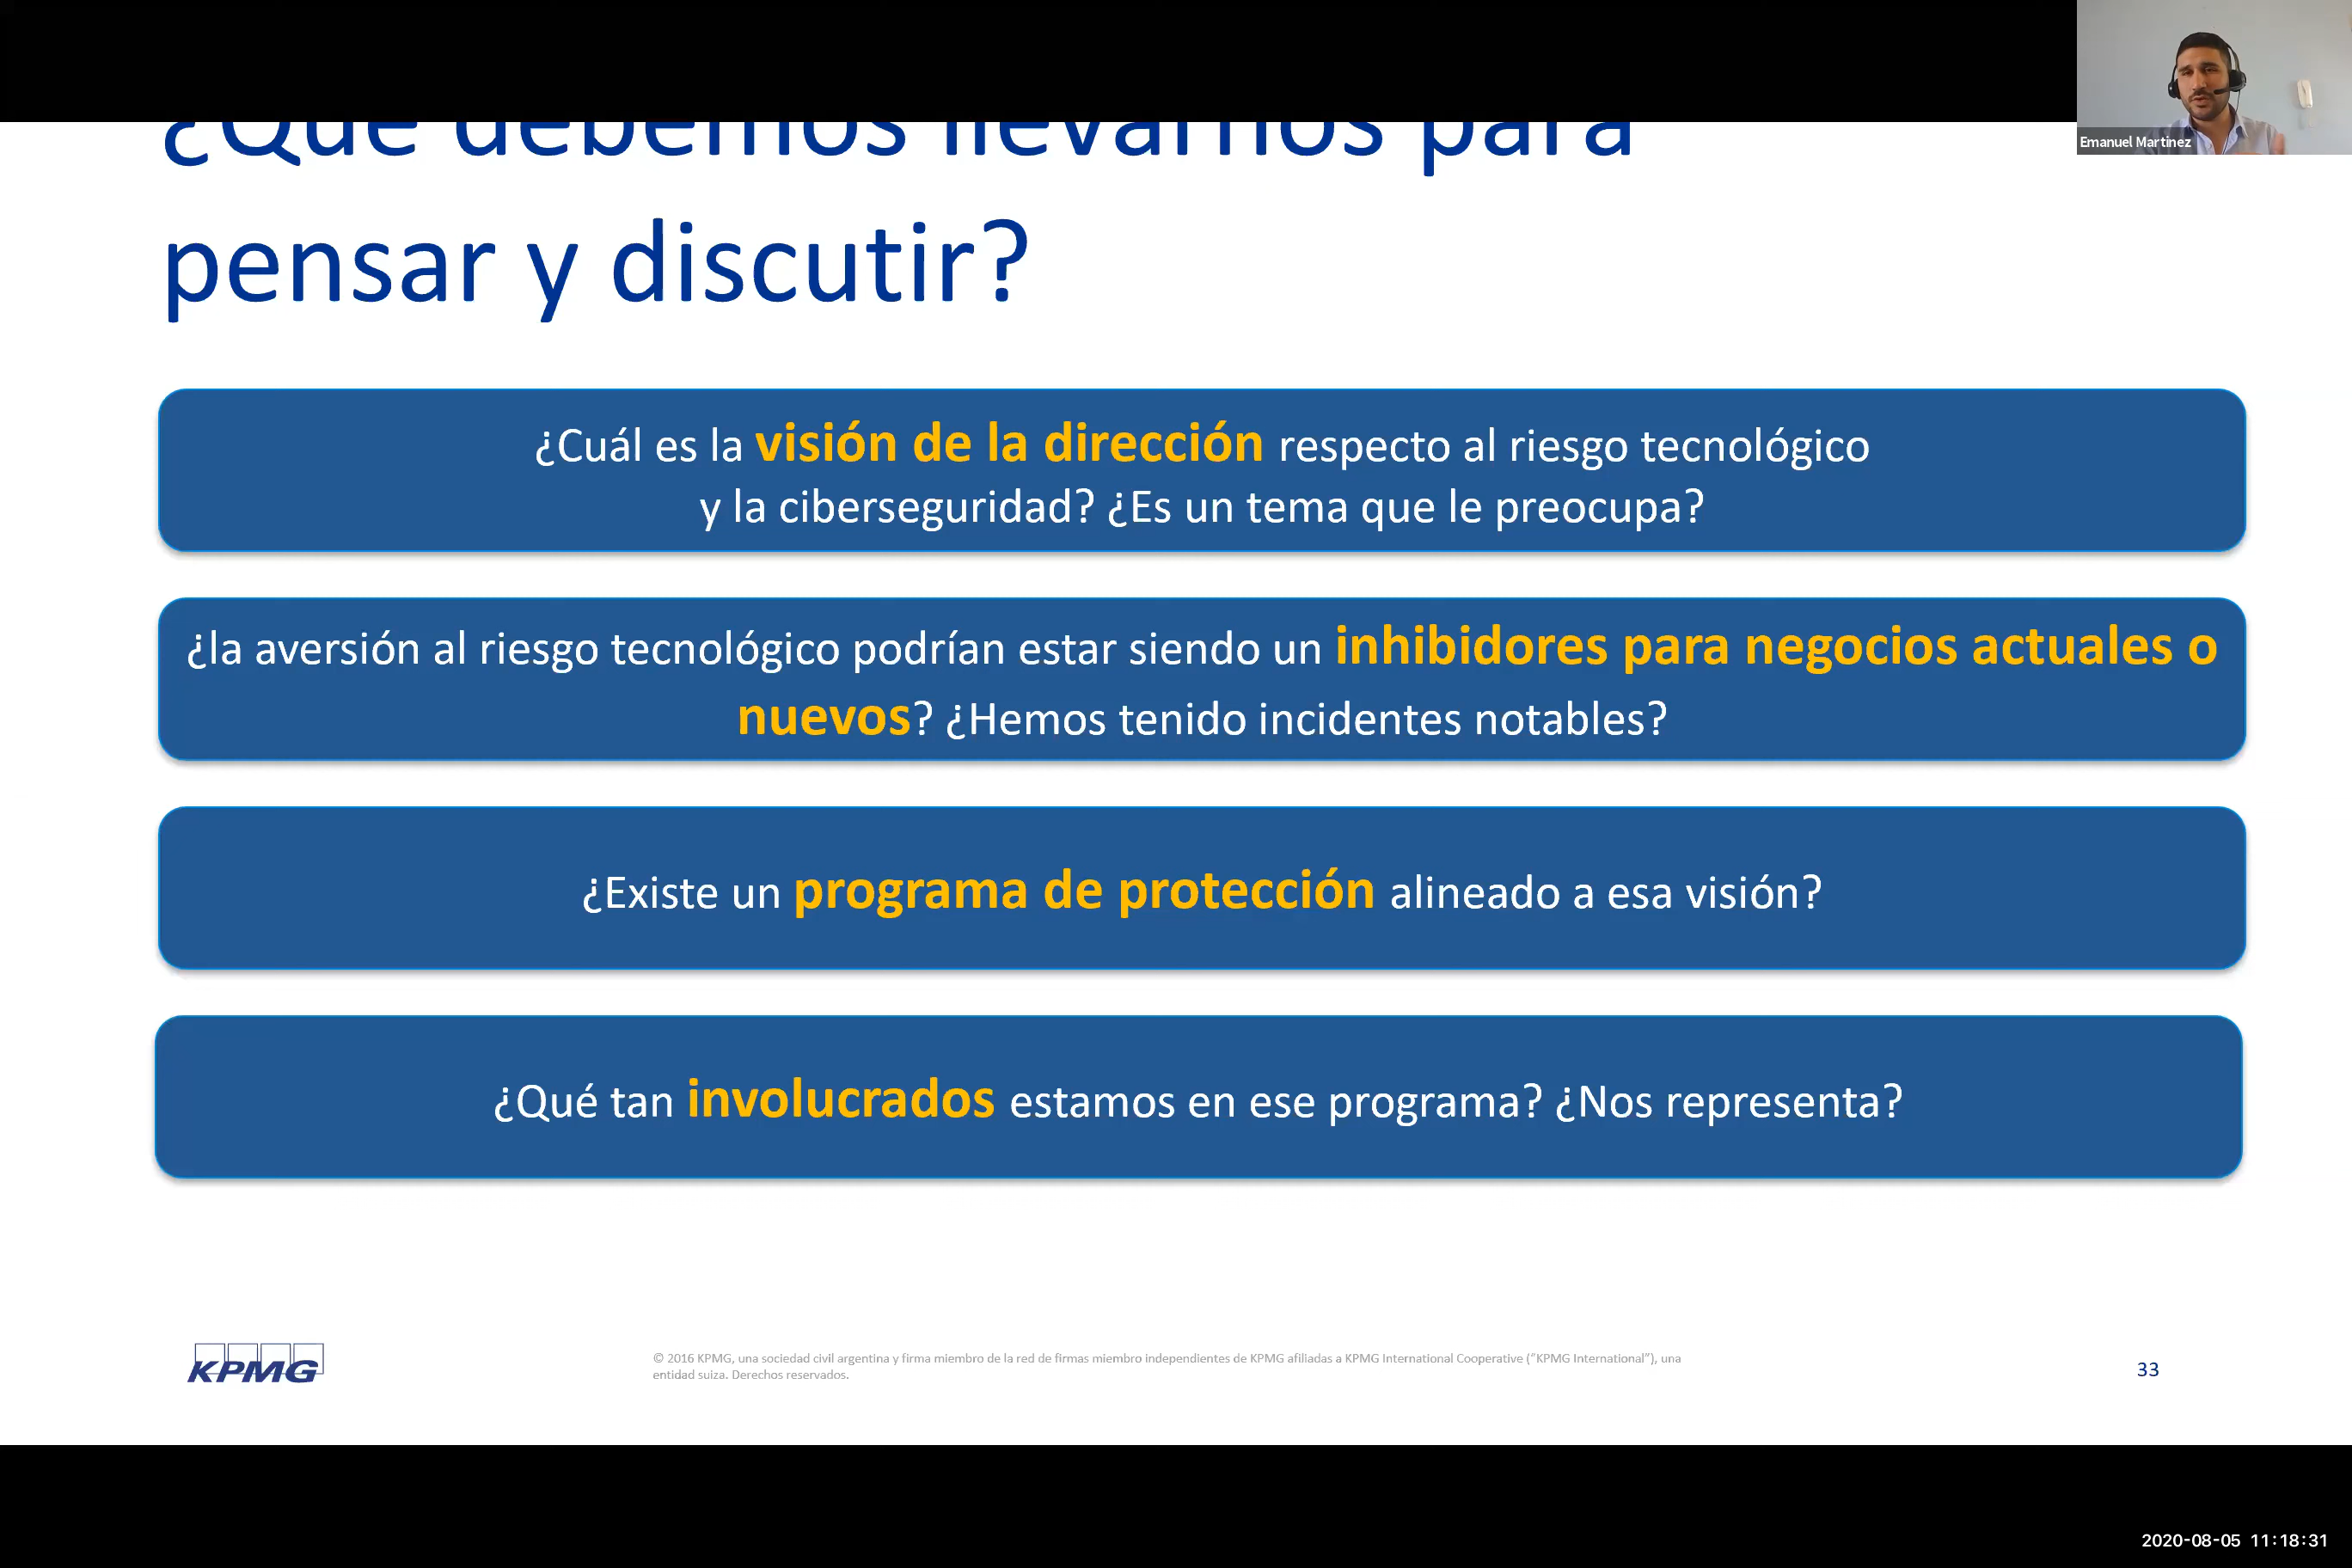 ¿Qué debemos llevarnos para
pensar y discutir?
Emanuel Martinez
¿Cuál es la visión de la dirección respecto al riesgo tecnológico
y la ciberseguridad? ¿Es un tema que le preocupa?
¿la aversión al riesgo tecnológico podrían estar siendo un inhibidores para negocios actuales o
nuevos? ¿Hemos tenido incidentes notables?
¿Existe un programa de protección alineado a esa visión?
¿Qué tan involucrados estamos en ese programa? ¿Nos representa?
KPMG
© 2016 KPMG, una sociedad civil argentina y firma miembro de la red de firmas miembro independientes de KPMG afiliadas a KPMG International Cooperative ("KPMG International"), una
entidad suiza. Derechos reservados.
33
2020-08-05 11:18:31